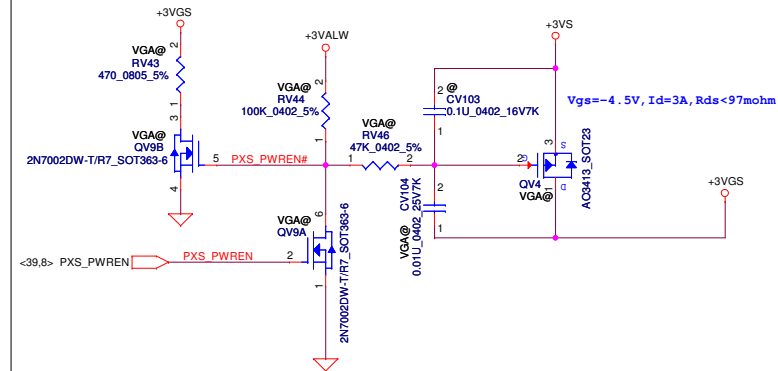 +3VGS
+3VALW
+3VS
VGA@
RV43
470_0805_5%
2
1
VGA@
RV44
100K_0402_5%
2
1
@
CV103
0.1U_0402_16V7K
2
1
Vgs=-4.5V,Id=3A,Rds<97mohm
VGA@
RV46
47K_0402_5%
1
2
VGA@
QV9B
2N7002DW-T/R7_SOT363-6
3
5
4
PXS_PWREN#
2
3
1
S
G
D
QV4
VGA@
AO3413_SOT23
+3VGS
CV104
0.01U_0402_25V7K
VGA@
2
1
VGA@
QV9A
2N7002DW-T/R7_SOT363-6
6
2
1
<39,8> PXS_PWREN
PXS_PWREN